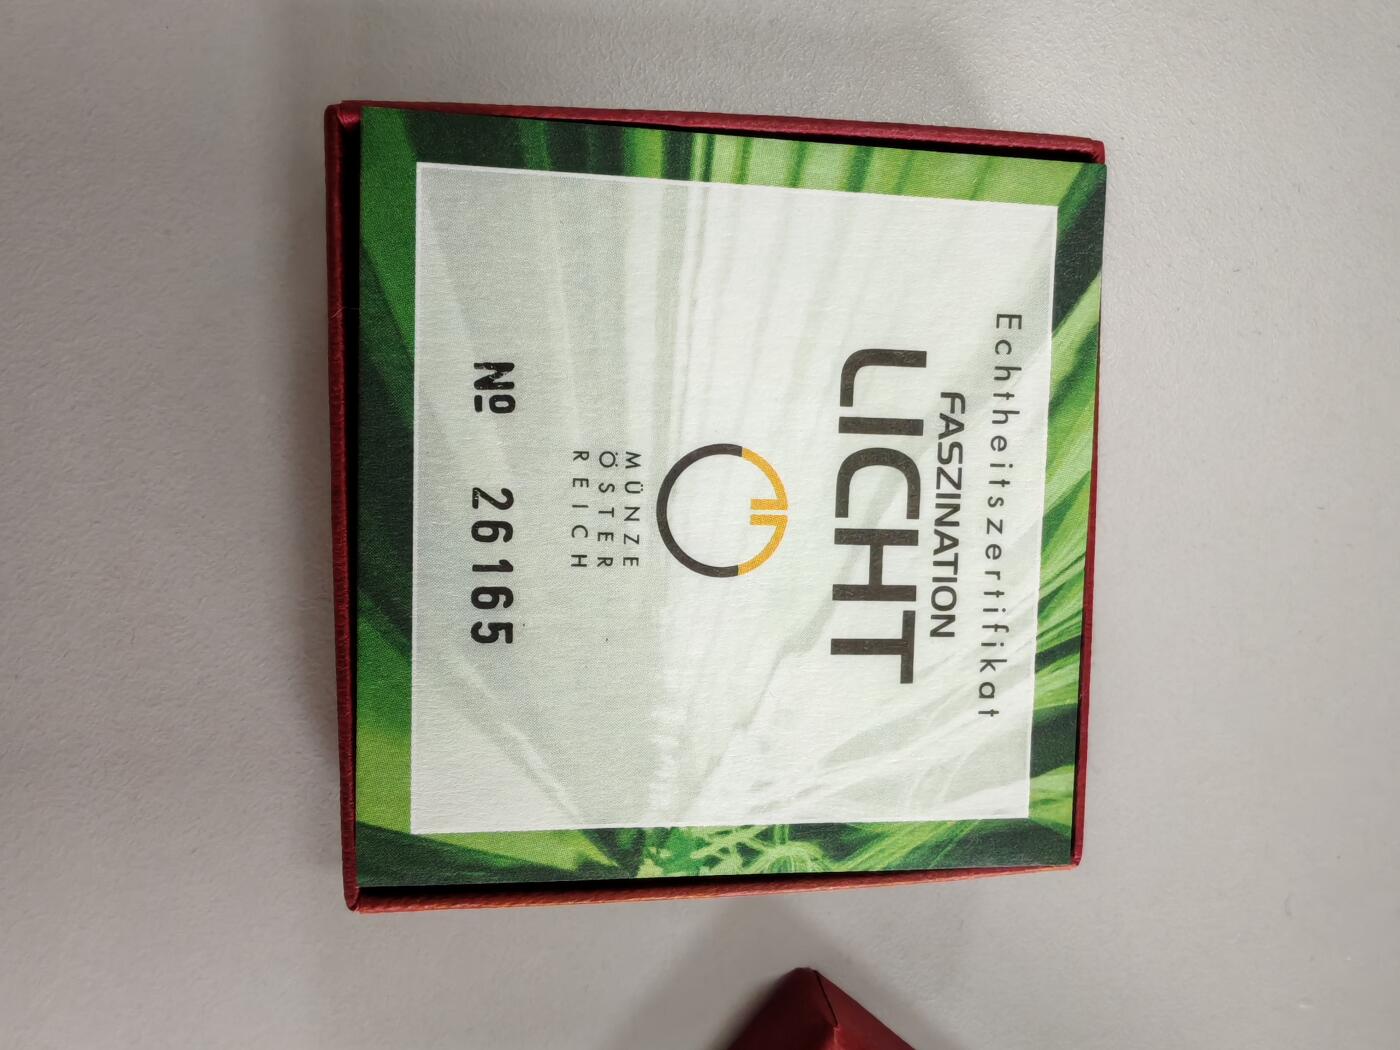 Echtheitszertifikat
FASZINATION
LICHT
MÜNZE
ÖSTER
REICH
Nº 26165